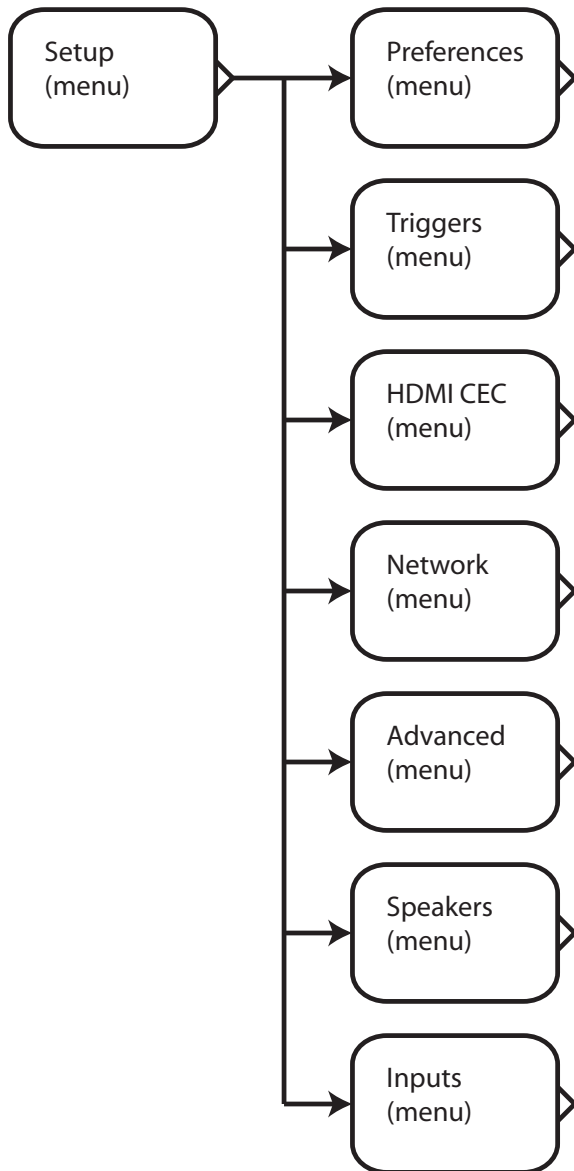 Setup
(menu)
Preferences
(menu)
Triggers
(menu)
HDMI CEC
(menu)
Network
(menu)
Advanced
(menu)
Speakers
(menu)
Inputs
(menu)